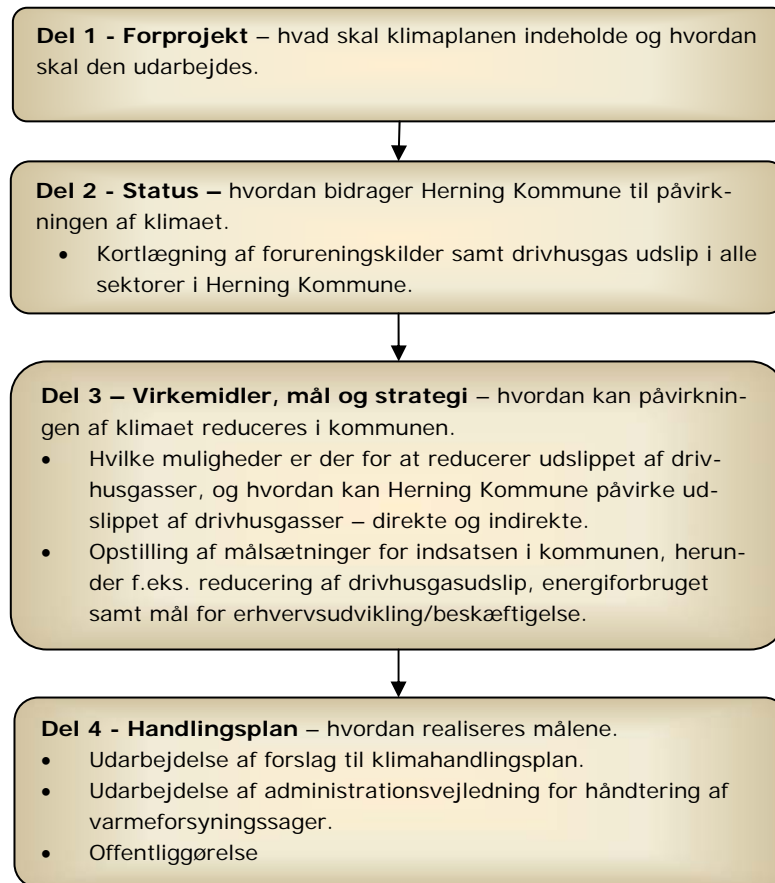 Del 1 - Forprojekt – hvad skal klimaplanen indeholde og hvordan
skal den udarbejdes.
Del 2 - Status – hvordan bidrager Herning Kommune til påvirk-
ningen af klimaet.
• Kortlægning af forureningskilder samt drivhusgas udslip i alle
sektorer i Herning Kommune.
Del 3 – Virkemidler, mål og strategi – hvordan kan påvirknin-
gen af klimaet reduceres i kommunen.
• Hvilke muligheder er der for at reducerer udslippet af driv-
husgasser, og hvordan kan Herning Kommune påvirke ud-
slippet af drivhusgasser – direkte og indirekte.
• Opstilling af målsætninger for indsatsen i kommunen, herun-
der f.eks. reducering af drivhusgasudslip, energiforbruget
samt mål for erhvervsudvikling/beskæftigelse.
Del 4 - Handlingsplan – hvordan realiseres målene.
• Udarbejdelse af forslag til klimahandlingsplan.
• Udarbejdelse af administrationsvejledning for håndtering af
varmeforsyningssager.
• Offentliggørelse